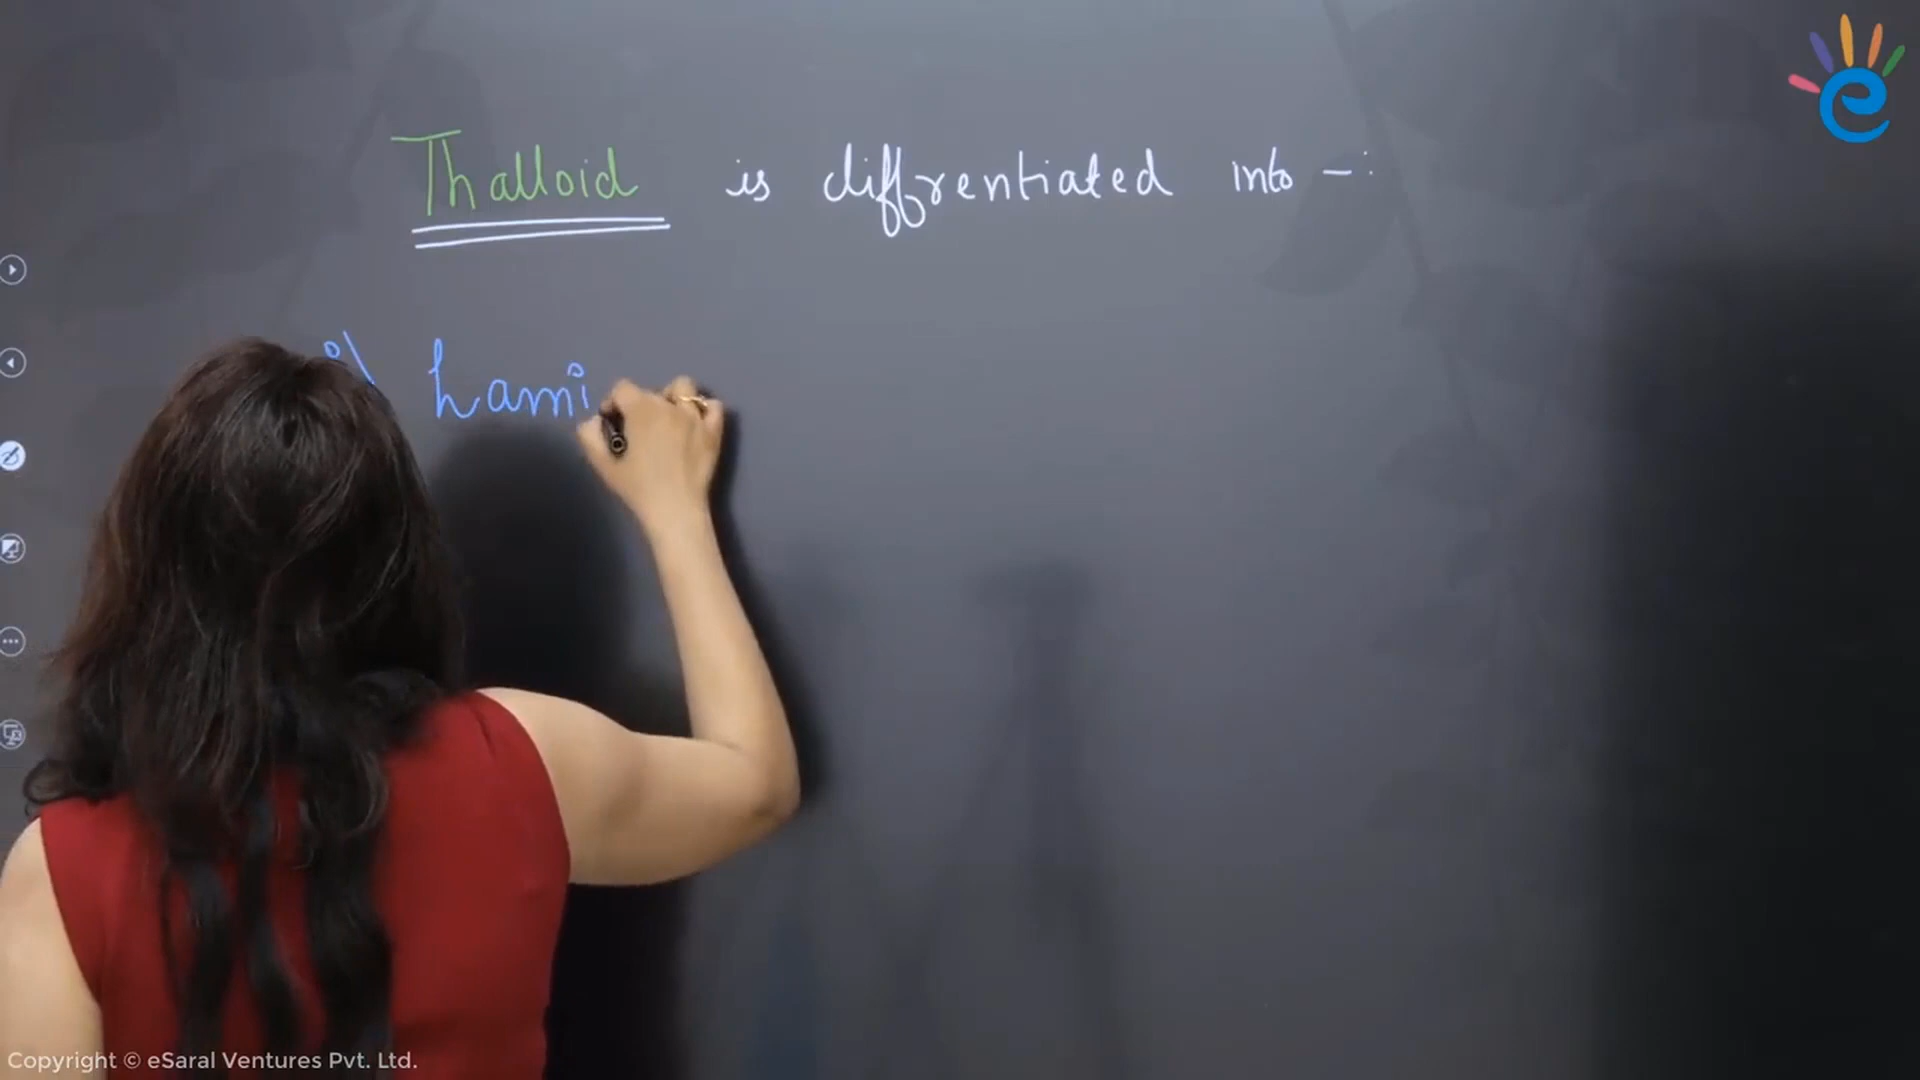 Thalloid is diffrentiated into -:
i) Lami
Copyright © eSaral Ventures Pvt. Ltd.